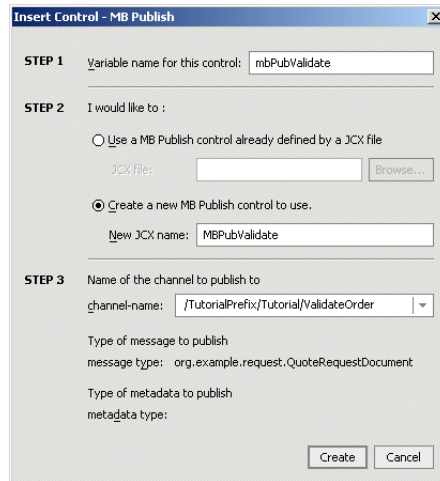 Insert Control - MB Publish
STEP 1 Variable name for this control: mbPubValidate
STEP 2 I would like to :
Use a MB Publish control already defined by a JCX file
JCX file: Browse...
Create a new MB Publish control to use.
New JCX name: MBPubValidate
STEP 3 Name of the channel to publish to
channel-name: /TutorialPrefix/Tutorial/ValidateOrder
Type of message to publish
message type: org.example.request.QuoteRequestDocument
Type of metadata to publish
metadata type:
Create Cancel